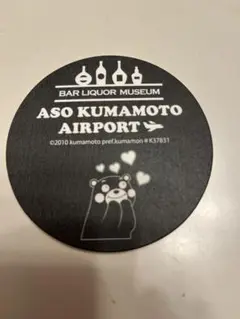 BAR LIQUOR MUSEUM
ASO KUMAMOTO
AIRPORT
©2010 kumamoto pref.kumamon # K37831